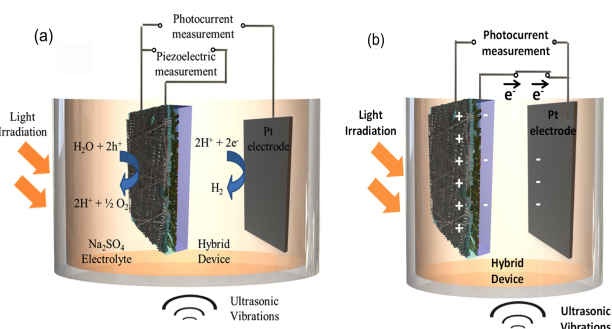 (a)
Photocurrent
measurement
Piezoelectric
measurement
Light
Irradiation
H₂O + 2h⁺
2H⁺ + ½ O₂
2H⁺ + 2e⁻
H₂
Pt
electrode
Na₂SO₄
Electrolyte
Hybrid
Device
Ultrasonic
Vibrations
(b)
Photocurrent
measurement
e⁻ e⁻
Light
Irradiation
Pt
electrode
+ -
+ -
+ -
+ -
+ -
+
-
-
-
Hybrid
Device
Ultrasonic
Vibrations